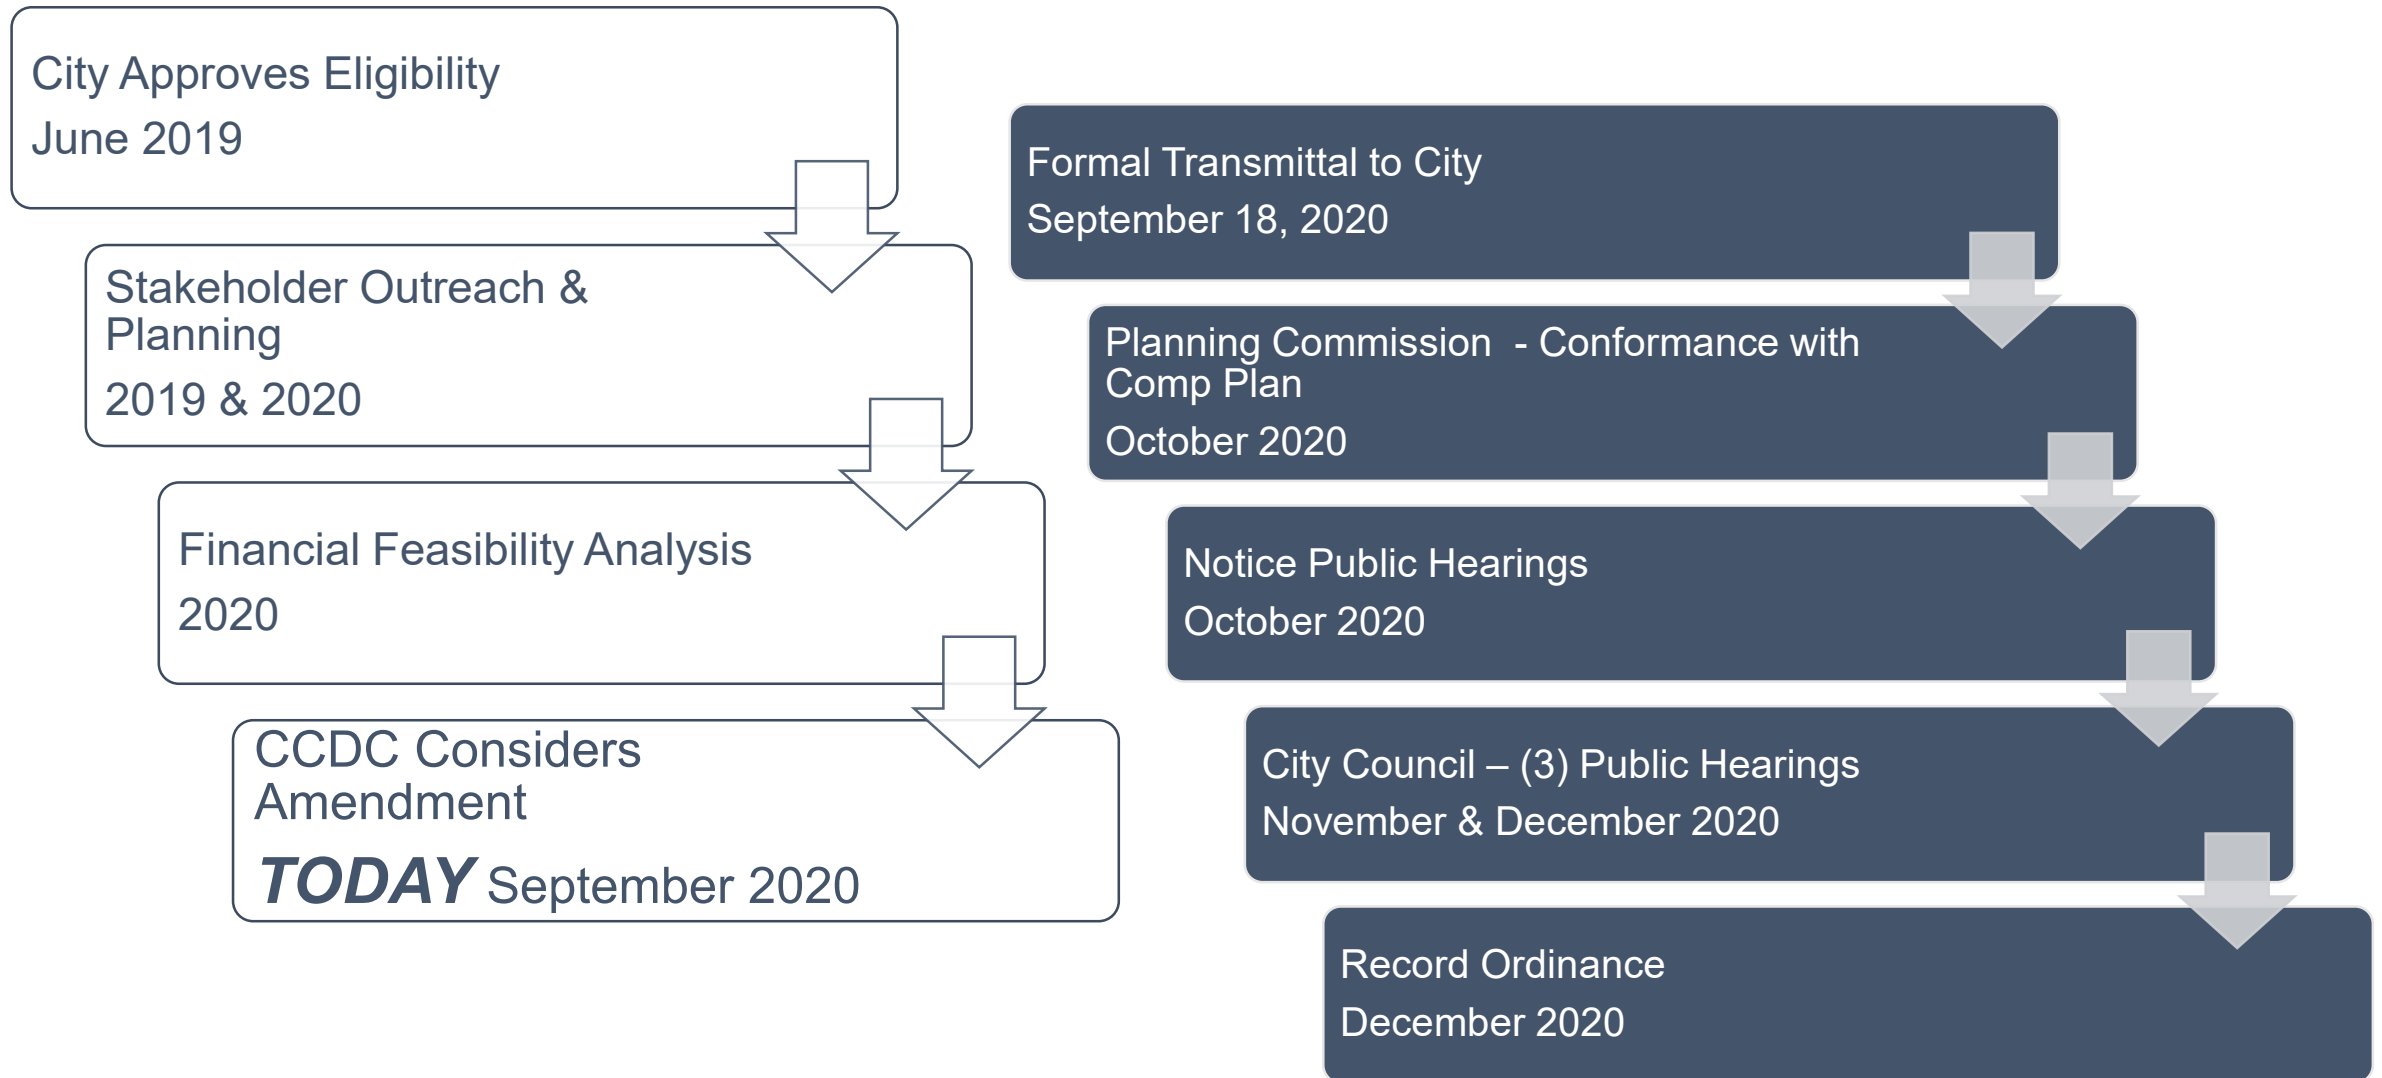 City Approves Eligibility
June 2019
Stakeholder Outreach &
Planning
2019 & 2020
Financial Feasibility Analysis
2020
CCDC Considers
Amendment
TODAY September 2020
Formal Transmittal to City
September 18, 2020
Planning Commission  - Conformance with
Comp Plan
October 2020
Notice Public Hearings
October 2020
City Council – (3) Public Hearings
November & December 2020
Record Ordinance
December 2020